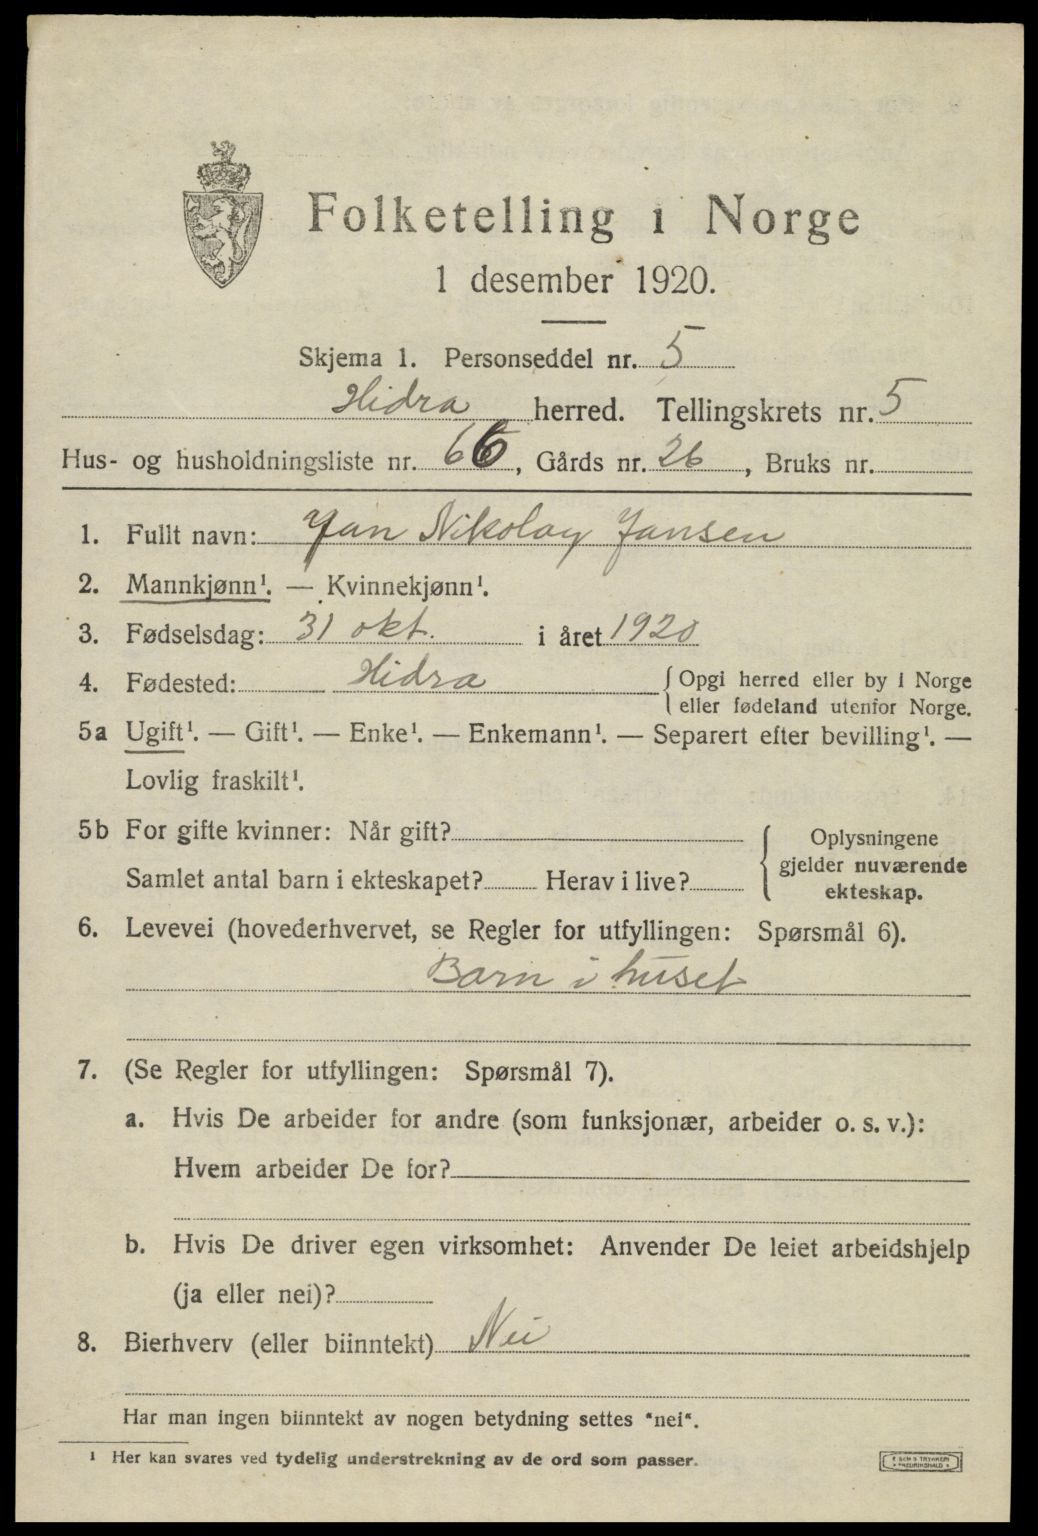 Folketelling i Norge
1 desember 1920.
Skjema 1. Personseddel nr. 5
Hidra herred. Tellingskrets nr. 5
Hus- og husholdningsliste nr. 66, Gårds nr. 26, Bruks nr.
1. Fullt navn: Jan Nikolay Jansen
2. Mannkjønn¹. — Kvinnekjønn¹.
3. Fødselsdag: 31 okt. i året 1920
4. Fødested: Hidra { Opgi herred eller by i Norge
eller fødeland utenfor Norge.
5a Ugift¹. — Gift¹. — Enke¹. — Enkemann¹. — Separert efter bevilling¹. —
Lovlig fraskilt¹.
5b For gifte kvinner: Når gift?
Samlet antal barn i ekteskapet? Herav i live?
Oplysningene
gjelder nuværende
ekteskap.
6. Levevei (hovederhvervet, se Regler for utfyllingen: Spørsmål 6).
Barn i huset
7. (Se Regler for utfyllingen: Spørsmål 7).
a. Hvis De arbeider for andre (som funksjonær, arbeider o. s. v.):
Hvem arbeider De for?
b. Hvis De driver egen virksomhet: Anvender De leiet arbeidshjelp
(ja eller nei)?
8. Bierhverv (eller biinntekt) Nei
Har man ingen biinntekt av nogen betydning settes "nei".
¹ Her kan svares ved tydelig understrekning av de ord som passer.